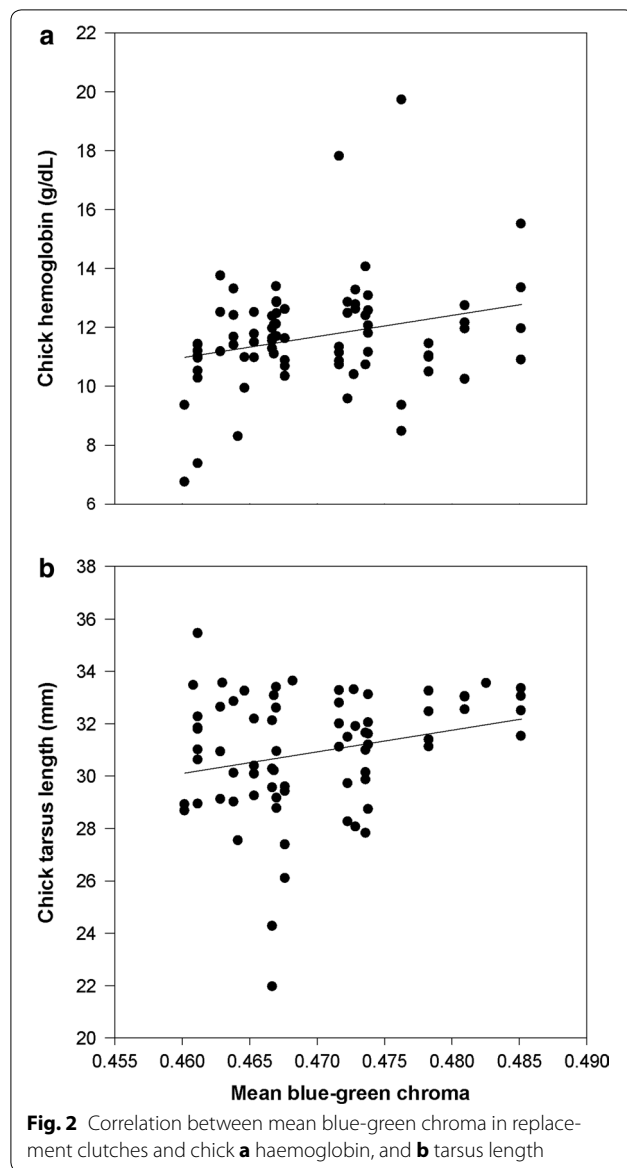 a
22
20
18
16
14
12
10
8
6
Chick hemoglobin (g/dL)
b
38
36
34
32
30
28
26
24
22
20
Chick tarsus length (mm)
0.455 0.460 0.465 0.470 0.475 0.480 0.485 0.490
Mean blue-green chroma
Fig. 2 Correlation between mean blue-green chroma in replace-
ment clutches and chick a haemoglobin, and b tarsus length